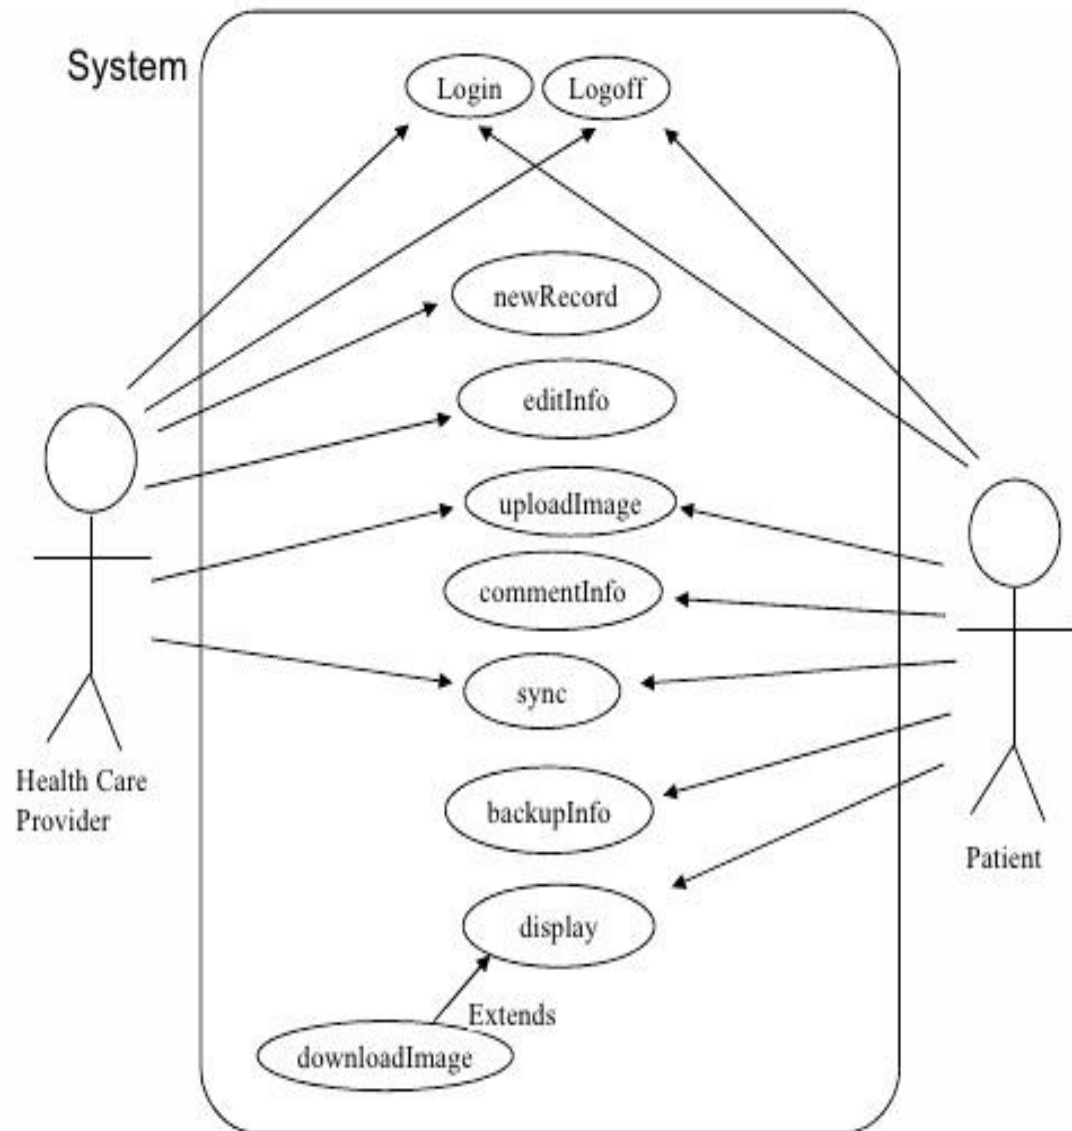 System
Login
Logoff
newRecord
editInfo
uploadImage
commentInfo
sync
Health Care
Provider
backupInfo
Patient
display
Extends
downloadImage